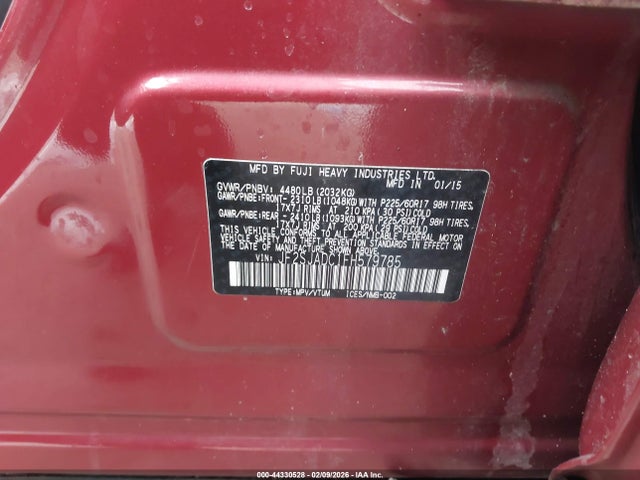 MFD BY FUJI HEAVY INDUSTRIES LTD.
MFD IN 01/15
GVWR/PNBV: 4480LB(2032KG)
GAWR/PNBE:FRONT- 2310LB(1048KG)WITH P225/60R17 98H TIRES,
17X7J RIMS AT 210 KPA(30 PSI)COLD
GAWR/PNBE:REAR -2410LB(1093KG)WITH P225/60R17 98H TIRES,
17X7J RIMS AT 200 KPA(29 PSI)COLD
THIS VEHICLE CONFORMS TO ALL APPLICABLE FEDERAL
MOTOR VEHICLE SAFETY STANDARDS IN EFFECT ON THE
DATE OF MANUFACTURE SHOWN ABOVE.
VIN: JF2SJADC1FH579785
TYPE:MPV/VTUM ICES/NMB-002
000-44330528 - 02/09/2026 - IAA, Inc.